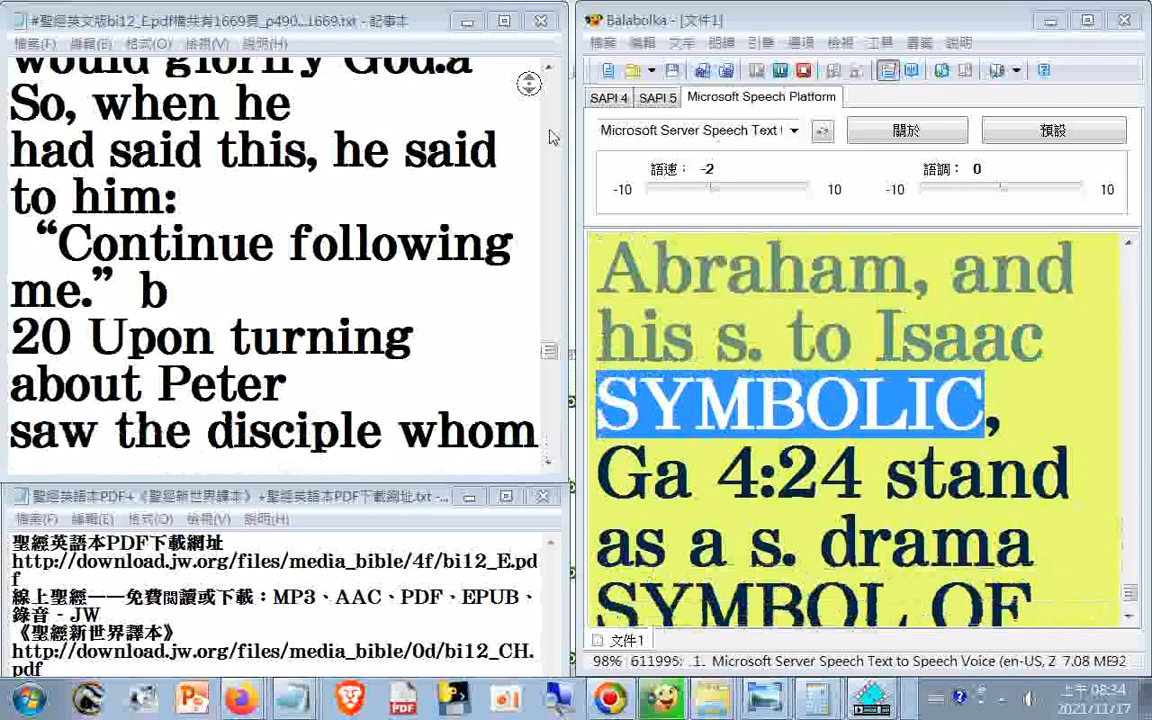 #聖經英文版bi12_E.pdf檔共有1669頁_p490...1669.txt - 記事本
檔案(F) 編輯(E) 格式(O) 檢視(V) 說明(H)
would glorify God.a
So, when he
had said this, he said
to him:
“Continue following
me.” b
20 Upon turning
about Peter
saw the disciple whom
聖經英語本PDF+《聖經新世界譯本》+聖經英語本PDF下載網址.txt -...
檔案(F) 編輯(E) 格式(O) 檢視(V) 說明(H)
聖經英語本PDF下載網址
http://download.jw.org/files/media_bible/4f/bi12_E.pd
f
線上聖經——免費閱讀或下載：MP3、AAC、PDF、EPUB、
錄音 - JW
《聖經新世界譯本》
http://download.jw.org/files/media_bible/0d/bi12_CH.
pdf
Balabolka - [文件1]
檔案 編輯 文字 朗讀 引擎 選項 檢視 工具 書籤 說明
SAPI 4 SAPI 5 Microsoft Speech Platform
Microsoft Server Speech Text 關於 預設
語速： -2 語調： 0
-10 10 -10 10
Abraham, and
his s. to Isaac
SYMBOLIC,
Ga 4:24 stand
as a s. drama
SYMBOL OF
文件1
98% 611995: .1. Microsoft Server Speech Text to Speech Voice (en-US, Z 7.08 ME92
PDF
上午 08:34
2021/11/17